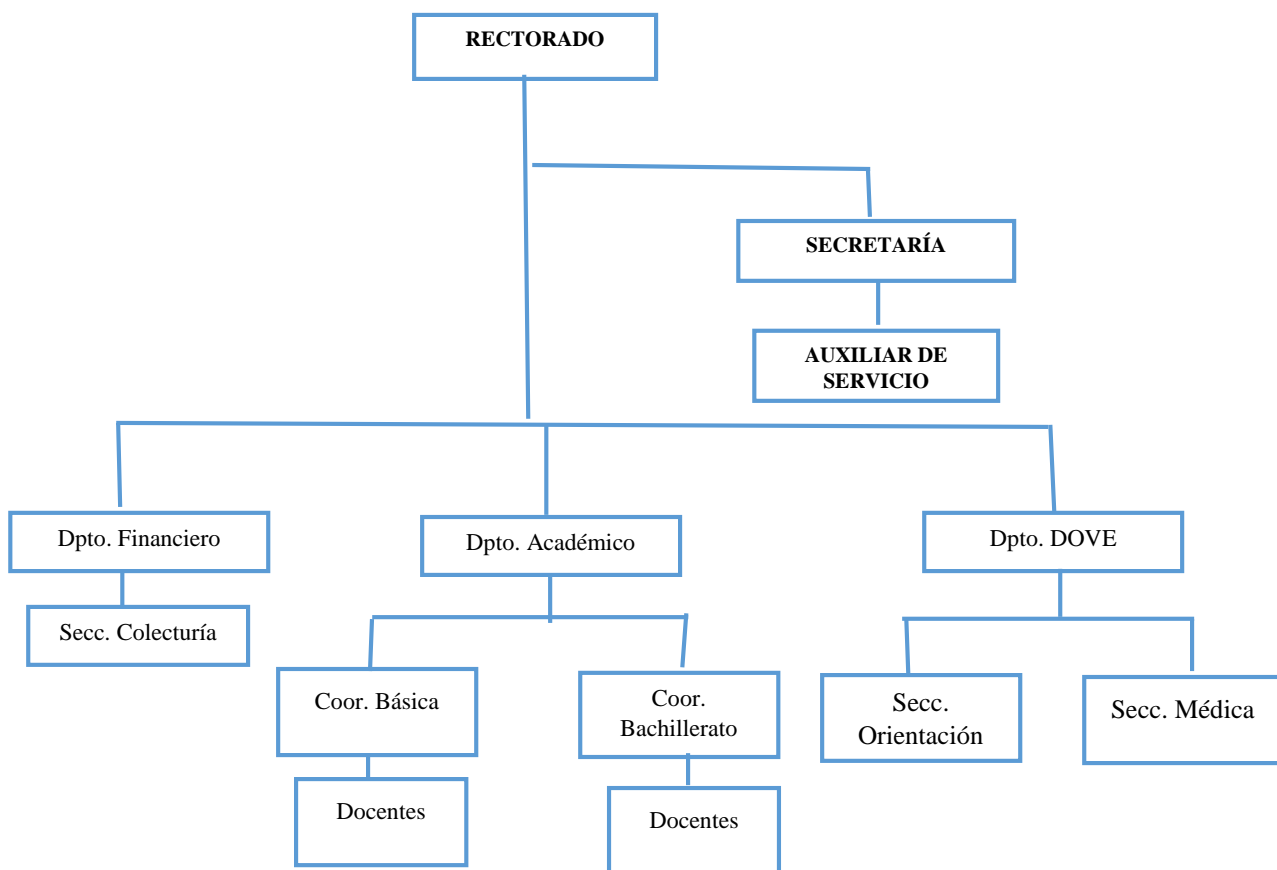 RECTORADO
SECRETARÍA
AUXILIAR DE
SERVICIO
Dpto. Financiero
Dpto. Académico
Dpto. DOVE
Secc. Colecturía
Coor. Básica
Coor.
Bachillerato
Secc.
Orientación
Secc. Médica
Docentes
Docentes